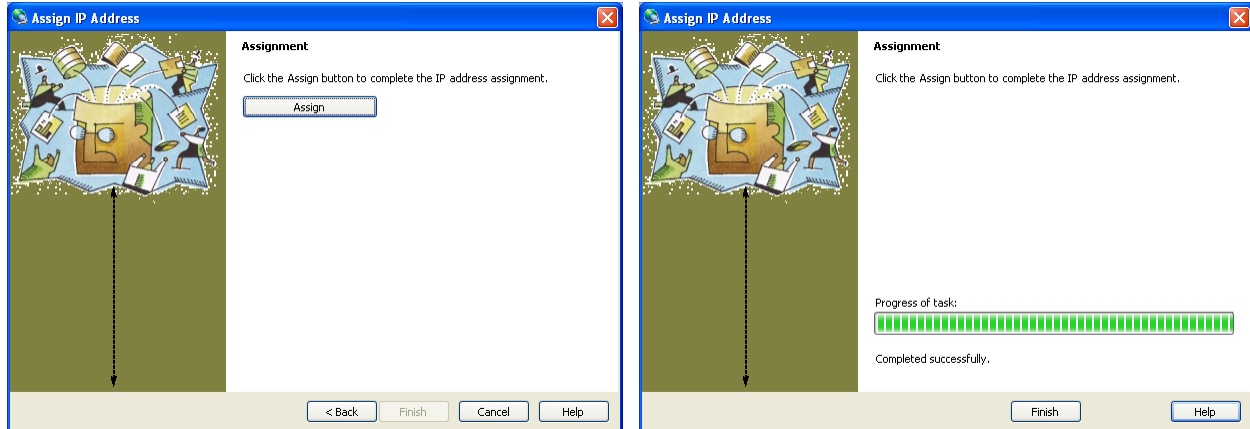 Assign IP Address
Assignment
Click the Assign button to complete the IP address assignment.
Assign
< Back
Finish
Cancel
Help
Assign IP Address
Assignment
Click the Assign button to complete the IP address assignment.
Progress of task:
Completed successfully.
Finish
Help